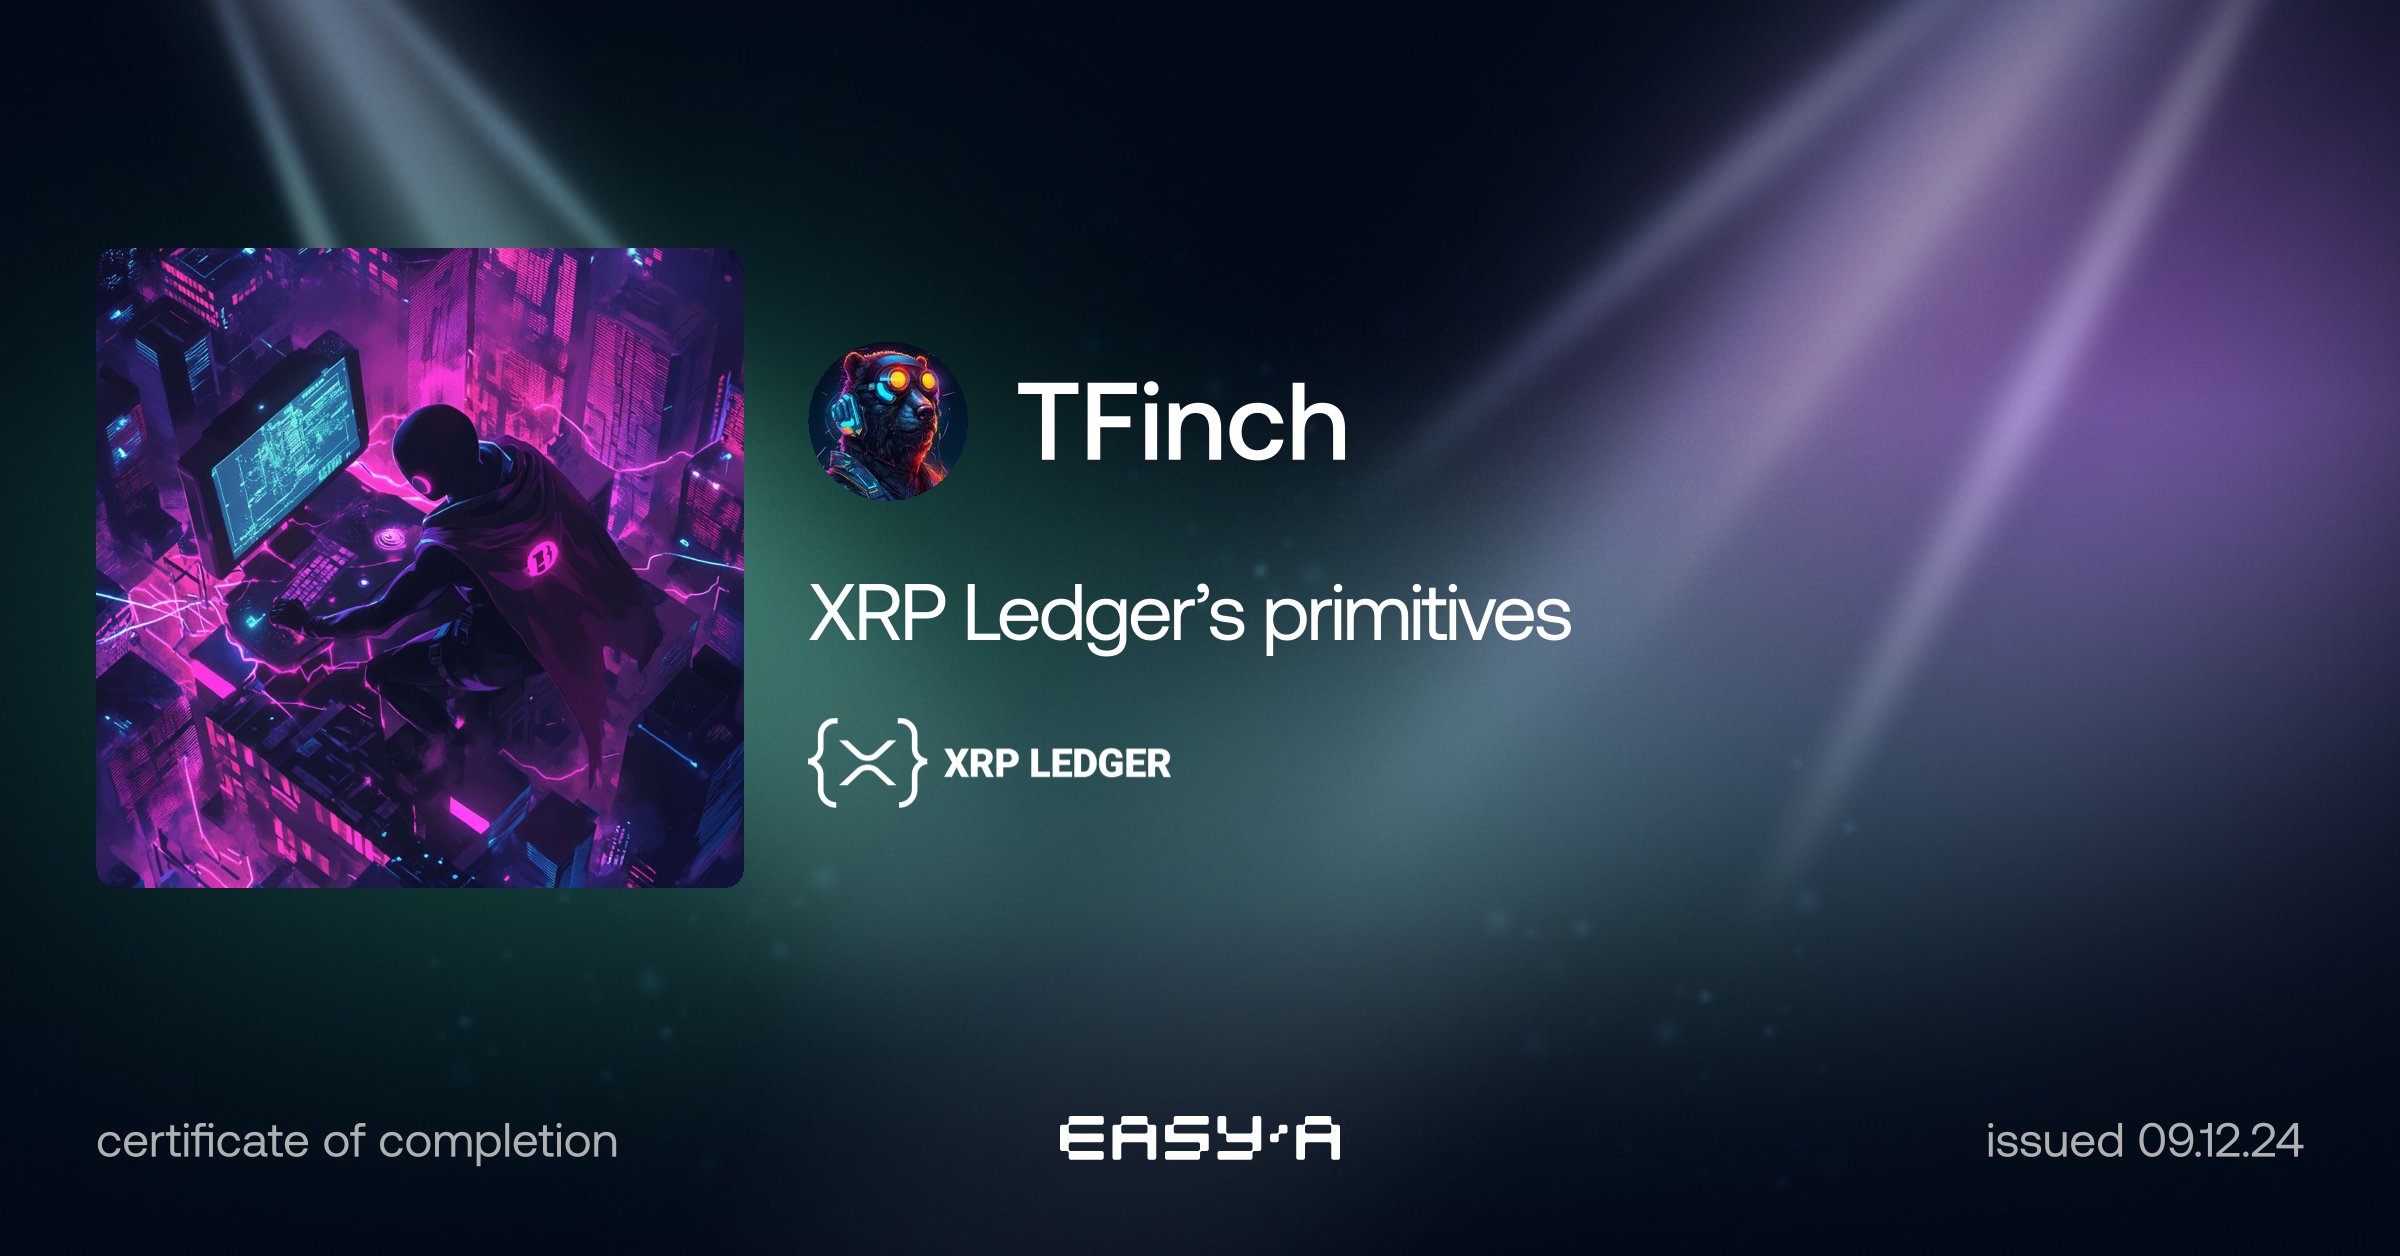 TFinch
XRP Ledger’s primitives
XRP LEDGER
certificate of completion
EASY·A
issued 09.12.24